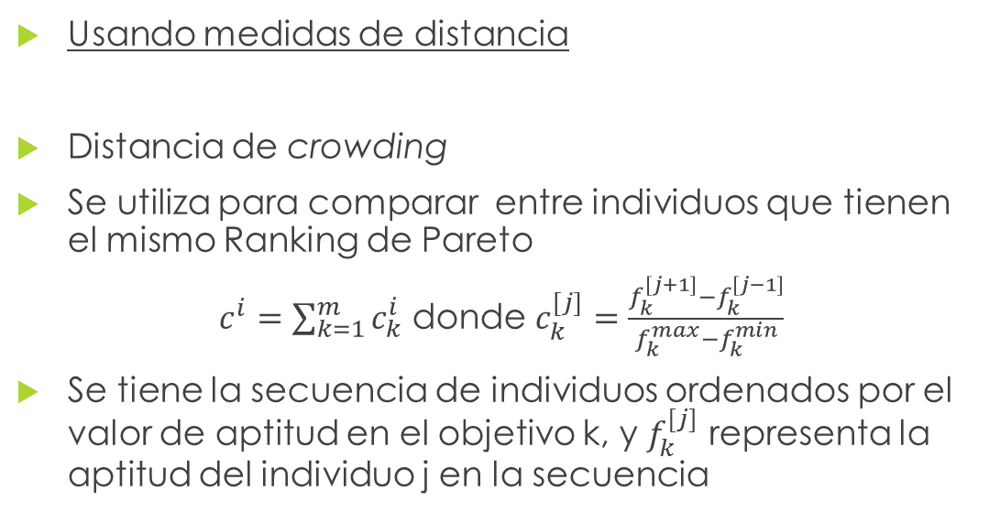 Usando medidas de distancia
Distancia de crowding
Se utiliza para comparar  entre individuos que tienen
el mismo Ranking de Pareto
$c^i = \sum_{k=1}^{m} c_k^i$ donde $c_k^{[j]} = \frac{f_k^{[j+1]} - f_k^{[j-1]}}{f_k^{max} - f_k^{min}}$
Se tiene la secuencia de individuos ordenados por el
valor de aptitud en el objetivo k, y $f_k^{[j]}$ representa la
aptitud del individuo j en la secuencia